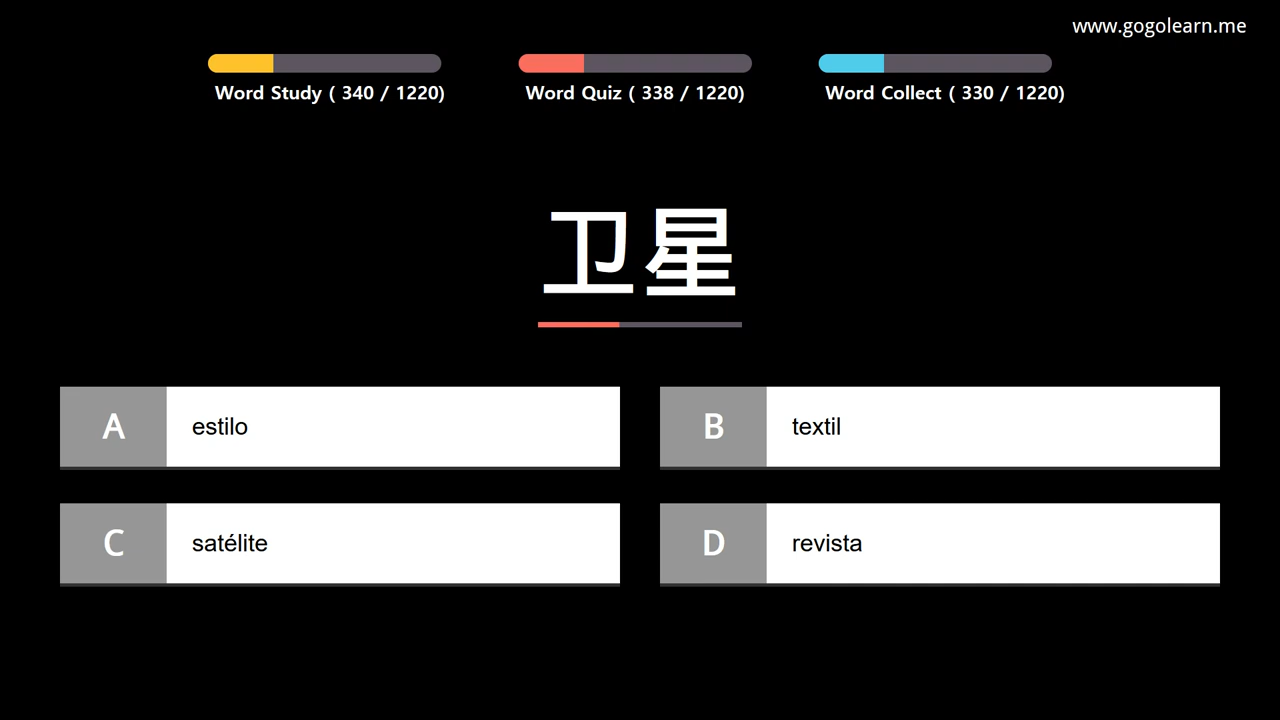 www.gogolearn.me
Word Study ( 340 / 1220)
Word Quiz ( 338 / 1220)
Word Collect ( 330 / 1220)
卫星
A estilo
B textil
C satélite
D revista